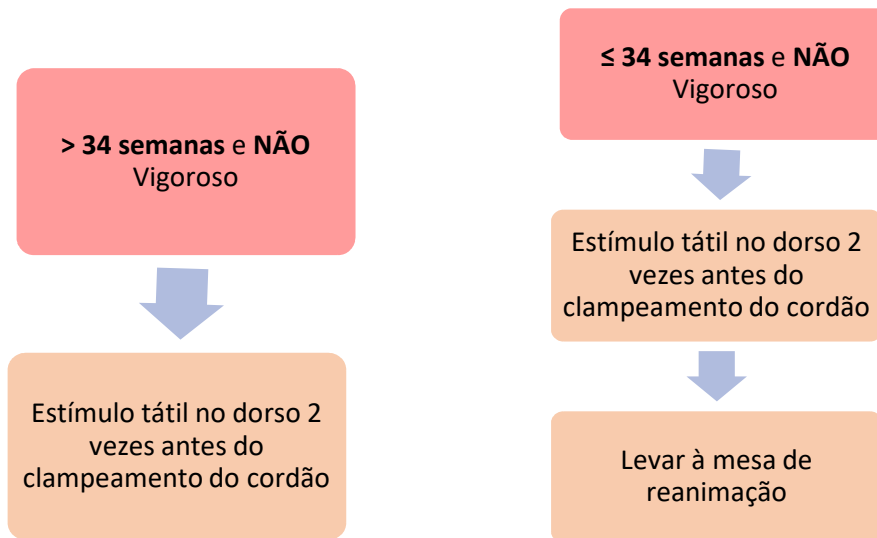 > 34 semanas e NÃO
Vigoroso
Estímulo tátil no dorso 2
vezes antes do
clampeamento do cordão
≤ 34 semanas e NÃO
Vigoroso
Estímulo tátil no dorso 2
vezes antes do
clampeamento do cordão
Levar à mesa de
reanimação